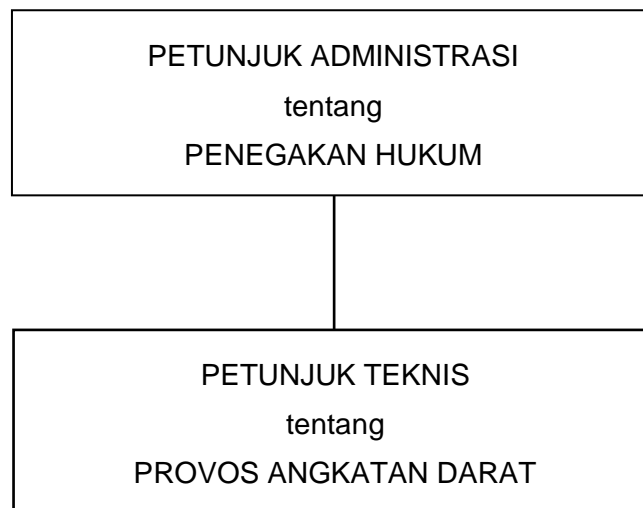 PETUNJUK ADMINISTRASI
tentang
PENEGAKAN HUKUM
PETUNJUK TEKNIS
tentang
PROVOS ANGKATAN DARAT